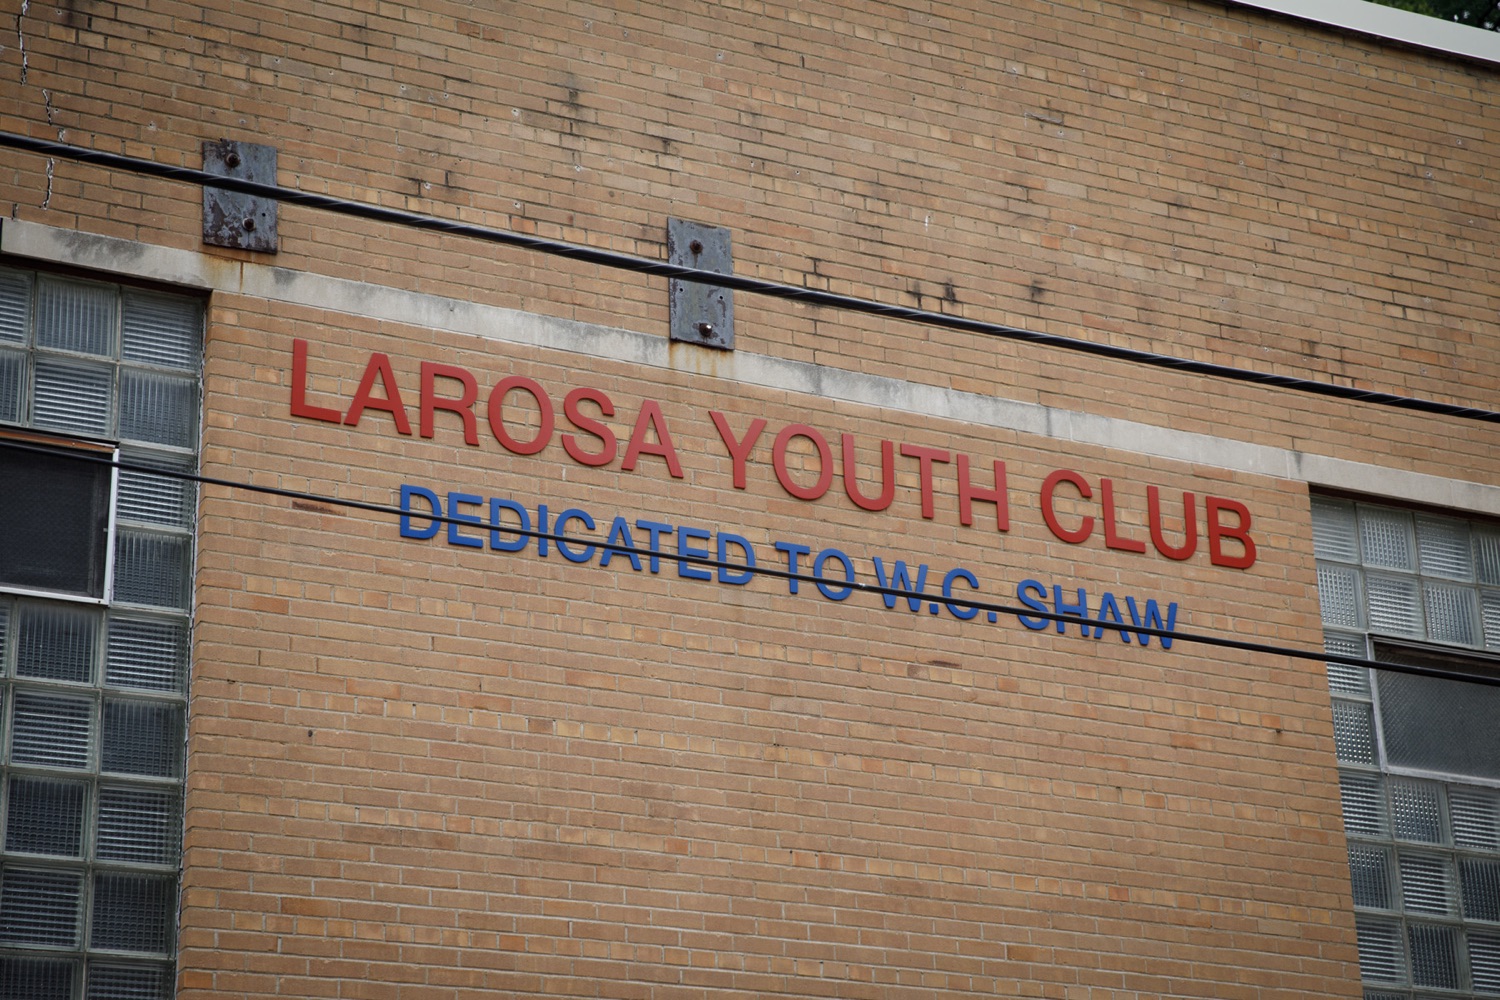 LAROSA YOUTH CLUB
DEDICATED TO W.C. SHAW